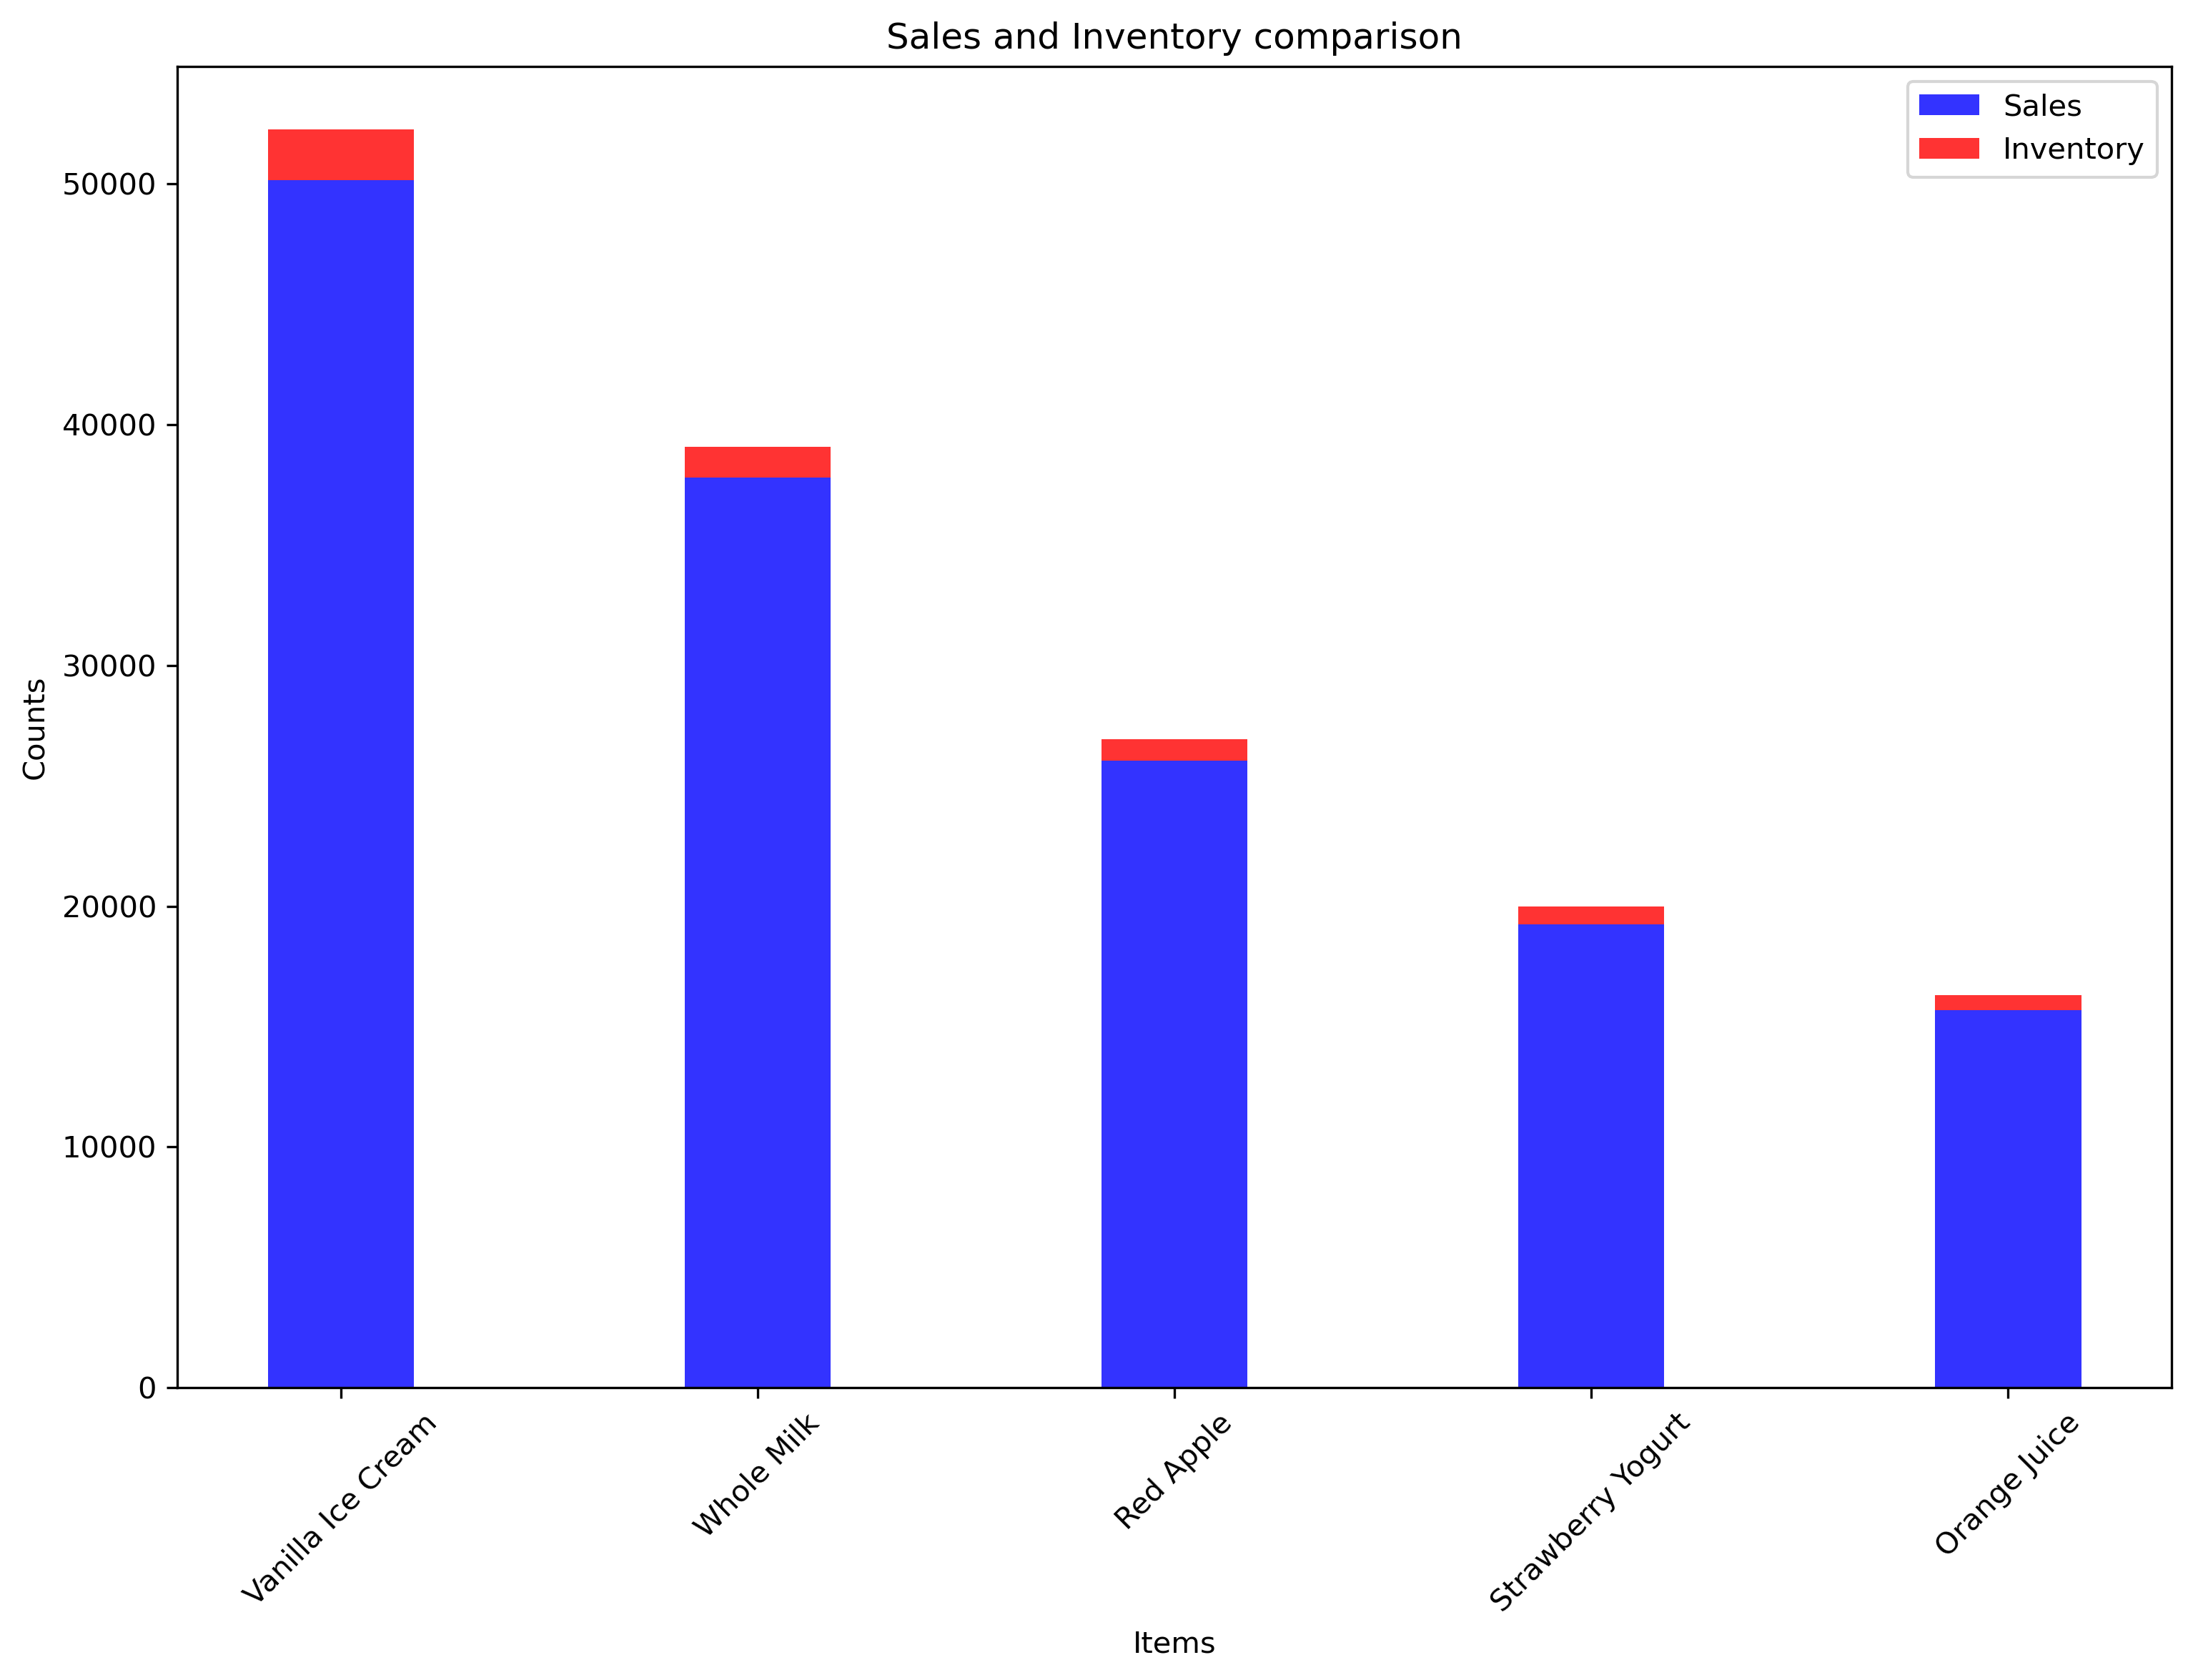 Sales and Inventory comparison
Sales
Inventory
Counts
50000
40000
30000
20000
10000
0
Vanilla Ice Cream
Whole Milk
Red Apple
Strawberry Yogurt
Orange Juice
Items